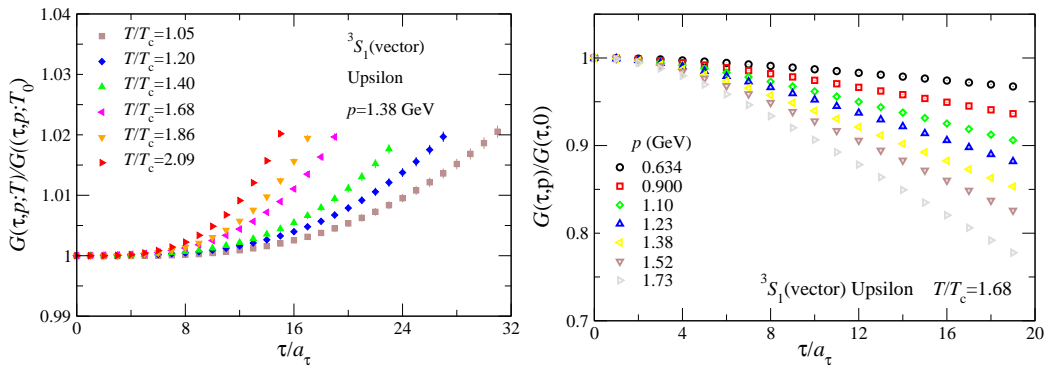 G(τ,p;T)/G((τ,p;T₀)
1.04
1.03
1.02
1.01
1
0.99
T/T_c=1.05
T/T_c=1.20
T/T_c=1.40
T/T_c=1.68
T/T_c=1.86
T/T_c=2.09
³S₁(vector)
Upsilon
p=1.38 GeV
0 8 16 24 32
τ/a_τ
G(τ,p)/G(τ,0)
1
0.9
0.8
0.7
p (GeV)
0.634
0.900
1.10
1.23
1.38
1.52
1.73
³S₁(vector) Upsilon T/T_c=1.68
0 4 8 12 16 20
τ/a_τ